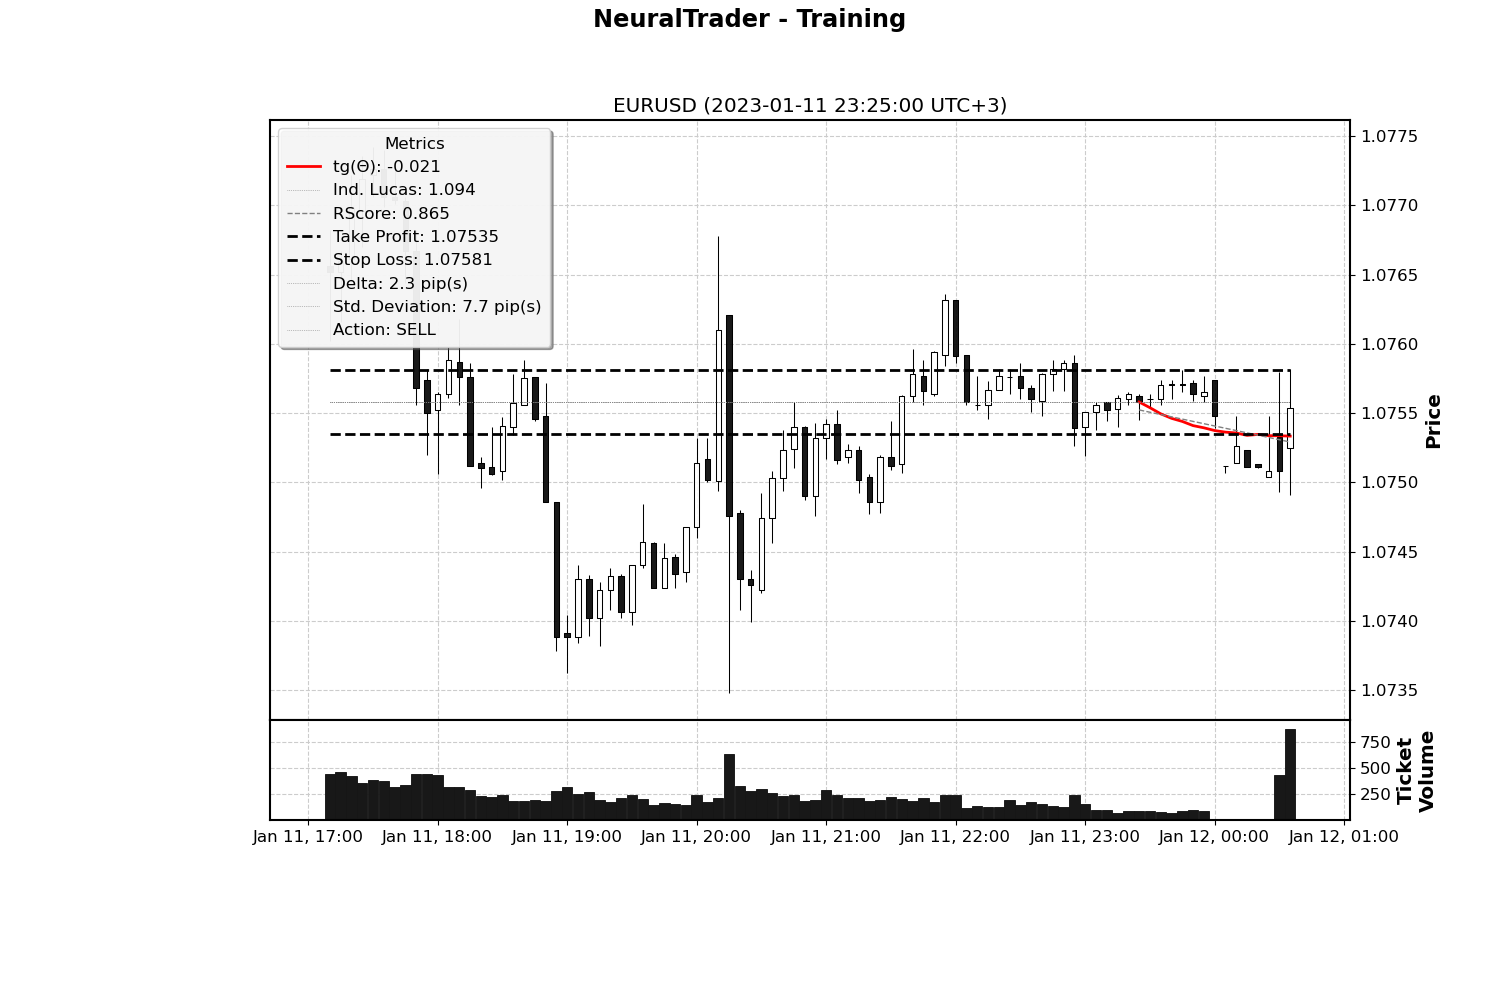 NeuralTrader - Training
EURUSD (2023-01-11 23:25:00 UTC+3)
Metrics
tg(Θ): -0.021
Ind. Lucas: 1.094
RScore: 0.865
Take Profit: 1.07535
Stop Loss: 1.07581
Delta: 2.3 pip(s)
Std. Deviation: 7.7 pip(s)
Action: SELL
1.0775
1.0770
1.0765
1.0760
1.0755
1.0750
1.0745
1.0740
1.0735
Price
750
500
250
Ticket
Volume
Jan 11, 17:00 Jan 11, 18:00 Jan 11, 19:00 Jan 11, 20:00 Jan 11, 21:00 Jan 11, 22:00 Jan 11, 23:00 Jan 12, 00:00 Jan 12, 01:00